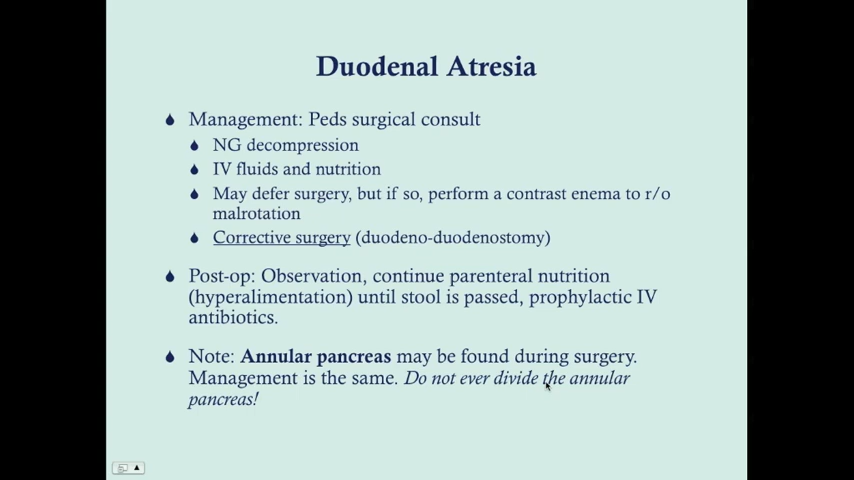 Duodenal Atresia
Management: Peds surgical consult
NG decompression
IV fluids and nutrition
May defer surgery, but if so, perform a contrast enema to r/o
malrotation
Corrective surgery (duodeno-duodenostomy)
Post-op: Observation, continue parenteral nutrition
(hyperalimentation) until stool is passed, prophylactic IV
antibiotics.
Note: Annular pancreas may be found during surgery.
Management is the same. Do not ever divide the annular
pancreas!